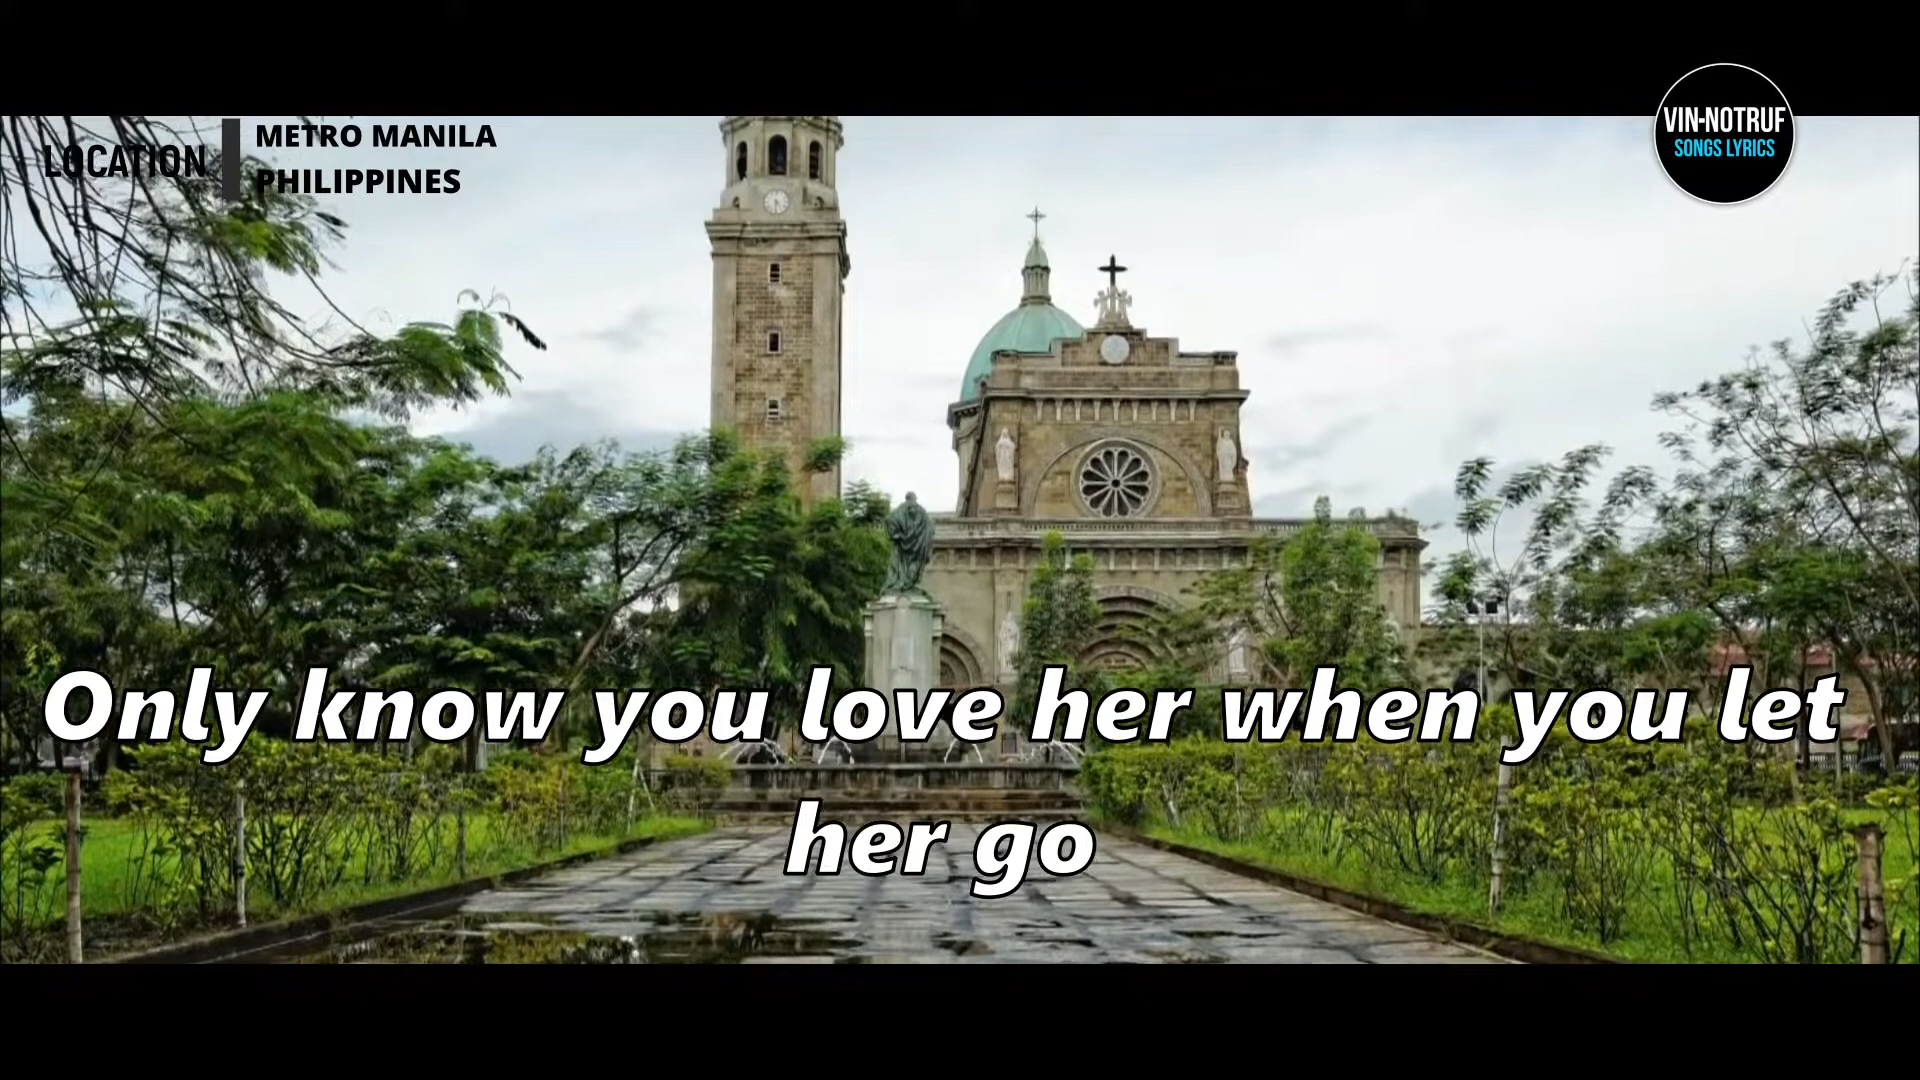 LOCATION
METRO MANILA
PHILIPPINES
VIN-NOTRUF
SONGS LYRICS
Only know you love her when you let
her go